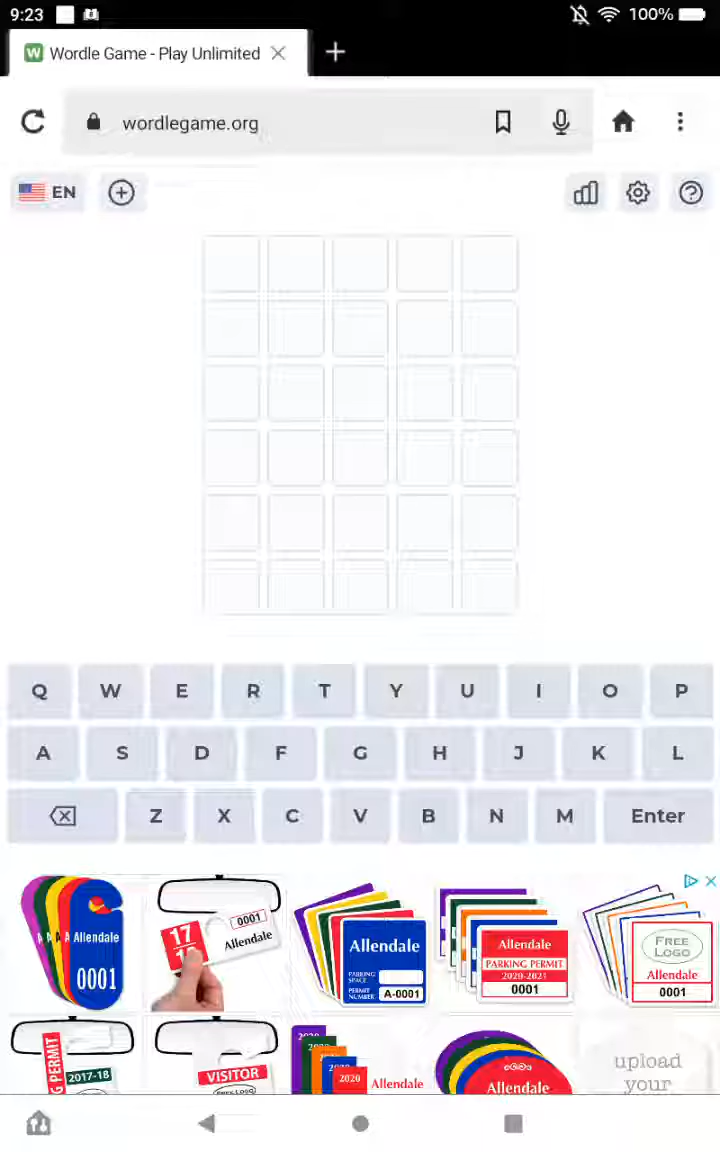 9:23 100%
W Wordle Game - Play Unlimited
wordlegame.org
EN
Q W E R T Y U I O P
A S D F G H J K L
Z X C V B N M Enter
Allendale
0001
17
0001
Allendale
Allendale
PARKING SPACE
PERMIT NUMBER A-0001
Allendale
PARKING PERMIT
2020-2021
0001
FREE LOGO
Allendale
0001
G PERMIT
2017-18
VISITOR
2020
Allendale
Allendale
upload
your